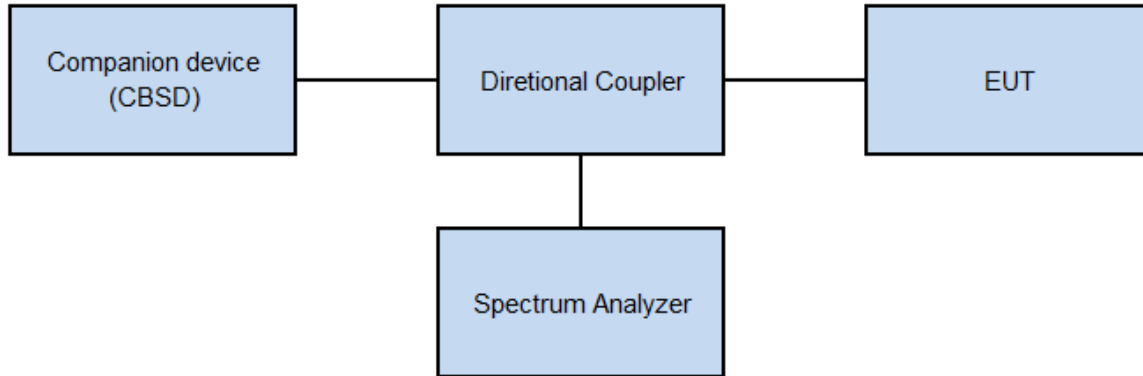 Companion device
(CBSD)
Diretional Coupler
EUT
Spectrum Analyzer